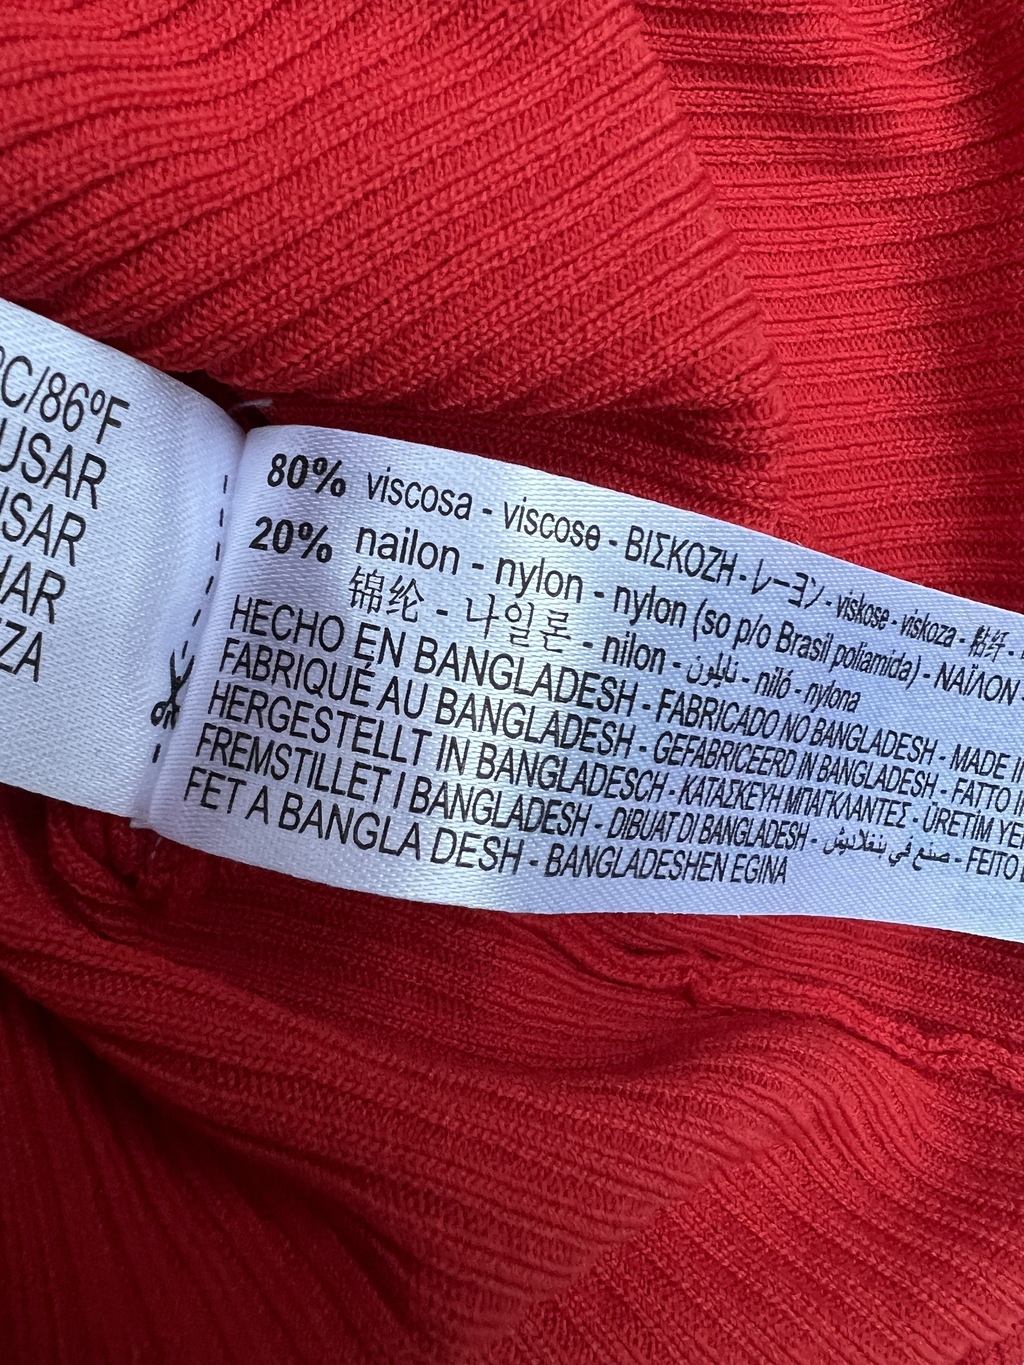 ºC/86ºF
USAR
USAR
HAR
ZA
80% viscosa - viscose - ΒΙΣΚΟΖΗ - レーヨン - viskose - viskoza - 粘纤 -
20% nailon - nylon - nylon (so p/o Brasil poliamida) - ΝΑΪΛΟΝ -
锦纶 - 나일론 - nilon - نايلون - niló - nylona
HECHO EN BANGLADESH - FABRICADO NO BANGLADESH - MADE
FABRIQUÉ AU BANGLADESH - GEFABRICEERD IN BANGLADESH - FATTO
HERGESTELLT IN BANGLADESCH - ΚΑΤΑΣΚΕΥΗ ΜΠΑΓΚΛΑΝΤΕΣ - ÜRETİM YE
FREMSTILLET I BANGLADESH - DIBUAT DI BANGLADESH - صنع في بنغلاديش - FEITO
FET A BANGLA DESH - BANGLADESHEN EGINA